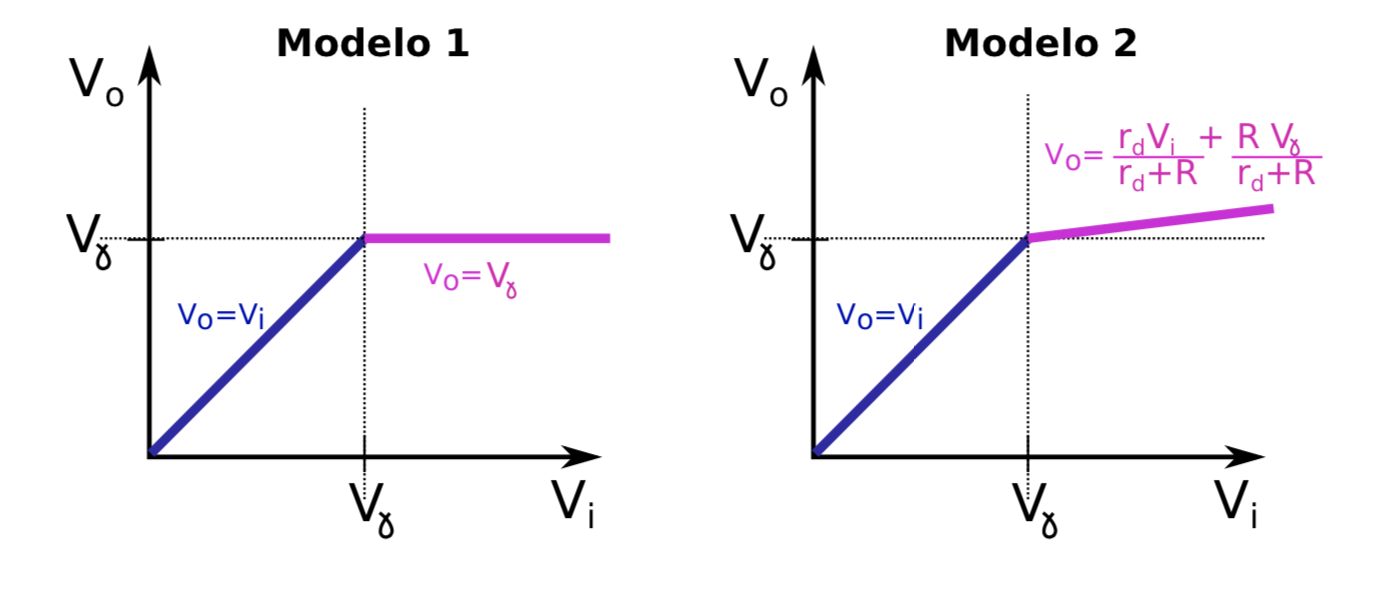 Modelo 1
Vo
Vɣ
Vo=Vi
Vo=Vɣ
Vɣ
Vi
Modelo 2
Vo
Vo= rdVi/rd+R + R Vɣ/rd+R
Vɣ
Vo=Vi
Vɣ
Vi